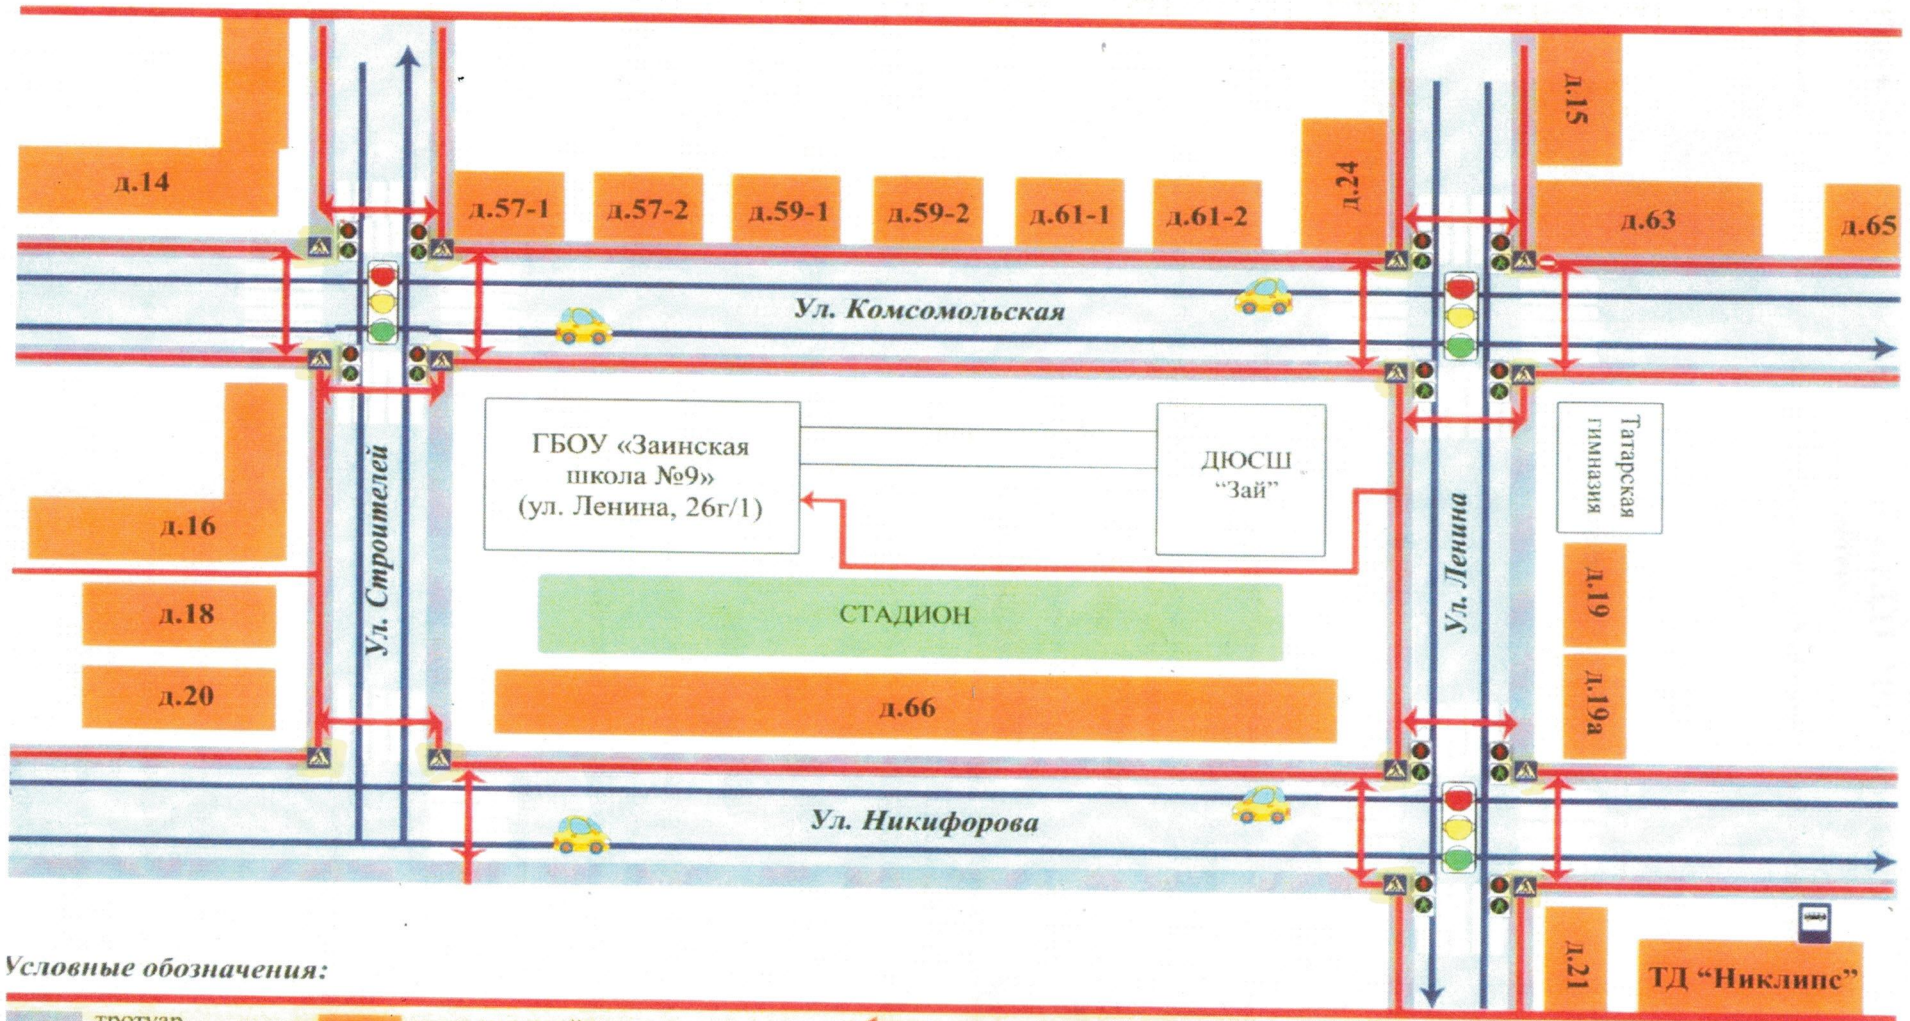 д.15
д.14
д.24
д.57-1
д.57-2
д.59-1
д.59-2
д.61-1
д.61-2
д.63
д.65
Ул. Комсомольская
ГБОУ «Заинская
школа №9»
(ул. Ленина, 26г/1)
ДЮСШ
“Зай”
Татарская
гимназия
д.16
Ул. Строителей
Ул. Ленина
д.18
СТАДИОН
д.19
д.20
д.66
д.19а
Ул. Никифорова
д.21
ТД “Никлипс”
Условные обозначения:
тротуар